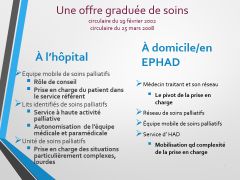 Une offre graduée de soins
circulaire du 19 février 2002
circulaire du 25 mars 2008
À l'hôpital
Équipe mobile de soins palliatifs
Rôle de conseil
Prise en charge du patient dans
le service référent
Lits identifiés de soins palliatifs
Service à haute activité
palliative
Autonomisation de l'équipe
médicale et paramédicale
Unité de soins palliatifs
Prise en charge des situations
particulièrement complexes,
lourdes
À domicile/en
EPHAD
Médecin traitant et son réseau
Le pivot de la prise en
charge
Réseau de soins palliatifs
Équipe mobile de soins palliatifs
Service d' HAD
Mobilisation qd complexité
de la prise en charge